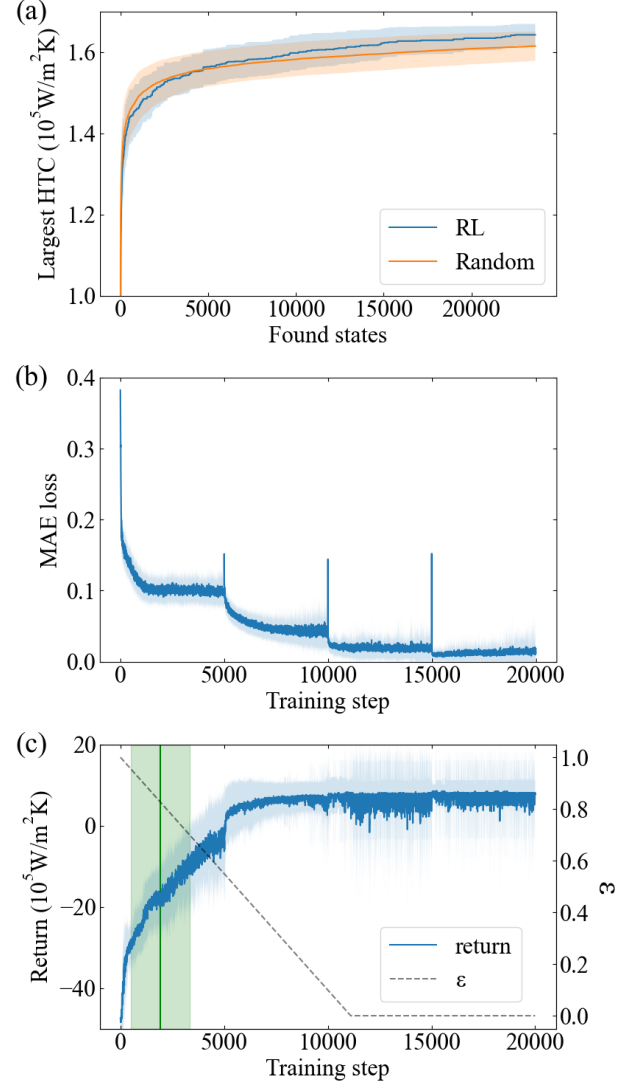 (a)
Largest HTC (10⁵W/m²K)
1.6
1.4
1.2
1.0
RL
Random
0 5000 10000 15000 20000
Found states
(b)
MAE loss
0.4
0.3
0.2
0.1
0.0
0 5000 10000 15000 20000
Training step
(c)
Return (10⁵W/m²K)
20
0
−20
−40
1.0
0.8
0.6
0.4
0.2
0.0
ε
return
ε
0 5000 10000 15000 20000
Training step